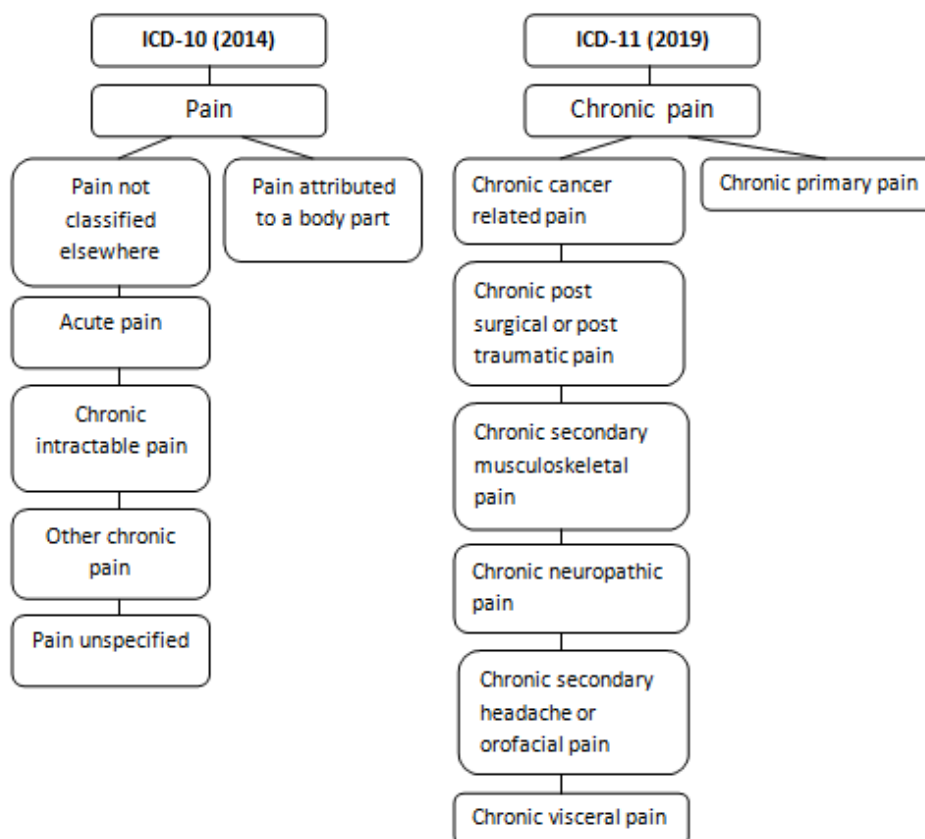 ICD-10 (2014)
Pain
Pain not
classified
elsewhere
Pain attributed
to a body part
Acute pain
Chronic
intractable pain
Other chronic
pain
Pain unspecified
ICD-11 (2019)
Chronic pain
Chronic cancer
related pain
Chronic primary pain
Chronic post
surgical or post
traumatic pain
Chronic secondary
musculoskeletal
pain
Chronic neuropathic
pain
Chronic secondary
headache or
orofacial pain
Chronic visceral pain